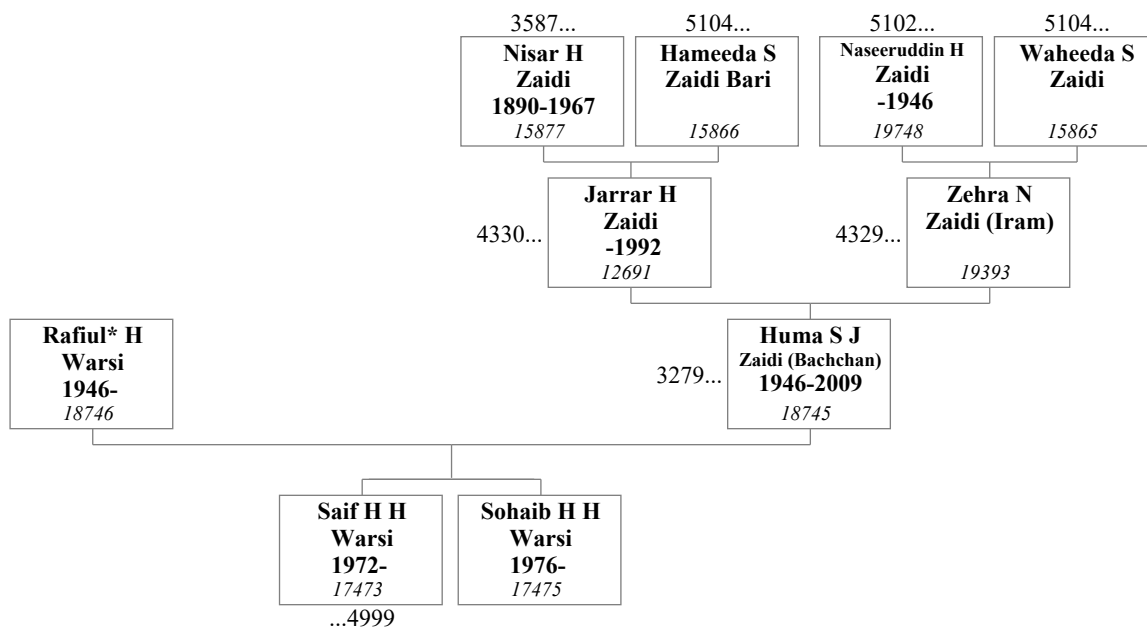 3587...
5104...
5102...
5104...
Nisar H
Zaidi
1890-1967
15877
Hameeda S
Zaidi Bari
15866
Naseeruddin H
Zaidi
-1946
19748
Waheeda S
Zaidi
15865
4330...
Jarrar H
Zaidi
-1992
12691
4329...
Zehra N
Zaidi (Iram)
19393
Rafiul* H
Warsi
1946-
18746
3279...
Huma S J
Zaidi (Bachchan)
1946-2009
18745
Saif H H
Warsi
1972-
17473
...4999
Sohaib H H
Warsi
1976-
17475